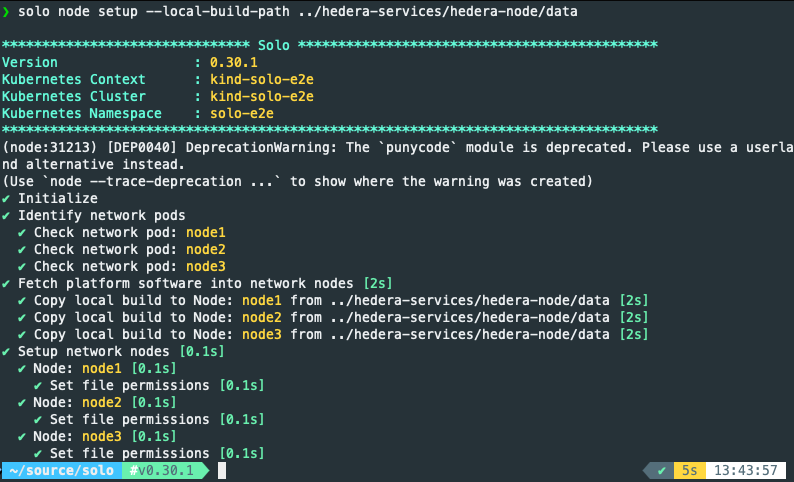 ❯ solo node setup --local-build-path ../hedera-services/hedera-node/data
******************************* Solo *********************************************
Version : 0.30.1
Kubernetes Context : kind-solo-e2e
Kubernetes Cluster : kind-solo-e2e
Kubernetes Namespace : solo-e2e
**********************************************************************************
(node:31213) [DEP0040] DeprecationWarning: The `punycode` module is deprecated. Please use a userla
nd alternative instead.
(Use `node --trace-deprecation ...` to show where the warning was created)
✔ Initialize
✔ Identify network pods
✔ Check network pod: node1
✔ Check network pod: node2
✔ Check network pod: node3
✔ Fetch platform software into network nodes [2s]
✔ Copy local build to Node: node1 from ../hedera-services/hedera-node/data [2s]
✔ Copy local build to Node: node2 from ../hedera-services/hedera-node/data [2s]
✔ Copy local build to Node: node3 from ../hedera-services/hedera-node/data [2s]
✔ Setup network nodes [0.1s]
✔ Node: node1 [0.1s]
✔ Set file permissions [0.1s]
✔ Node: node2 [0.1s]
✔ Set file permissions [0.1s]
✔ Node: node3 [0.1s]
✔ Set file permissions [0.1s]
~/source/solo #v0.30.1 ✔ 5s 13:43:57